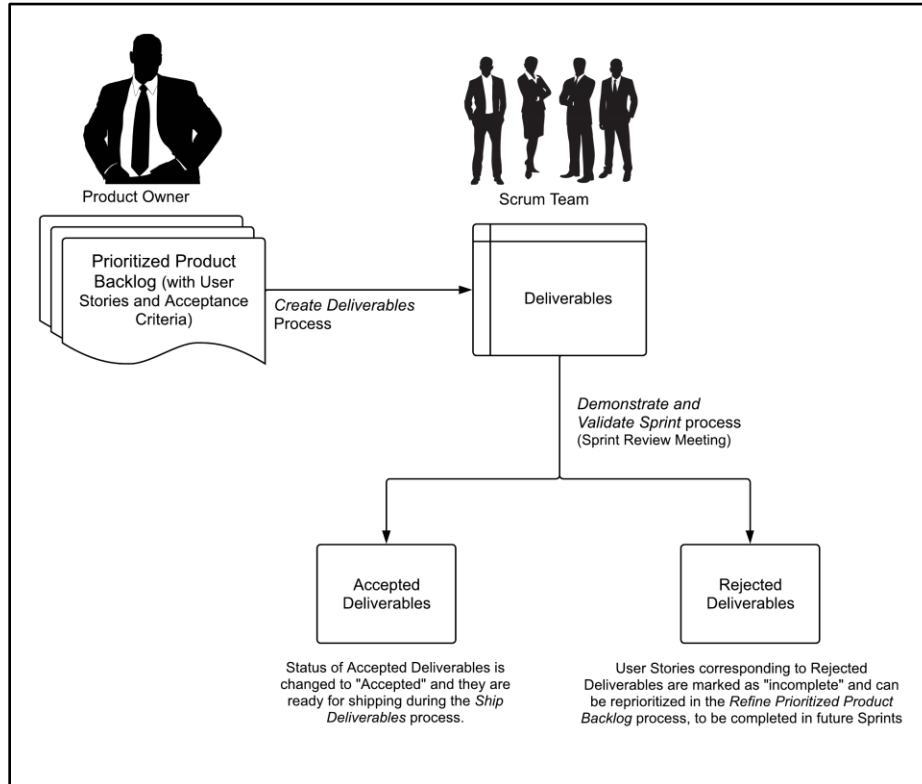 Product Owner
Scrum Team
Prioritized Product
Backlog (with User
Stories and Acceptance
Criteria)
Create Deliverables
Process
Deliverables
Demonstrate and
Validate Sprint process
(Sprint Review Meeting)
Accepted
Deliverables
Rejected
Deliverables
Status of Accepted Deliverables is
changed to "Accepted" and they are
ready for shipping during the Ship
Deliverables process.
User Stories corresponding to Rejected
Deliverables are marked as "incomplete" and can
be reprioritized in the Refine Prioritized Product
Backlog process, to be completed in future Sprints